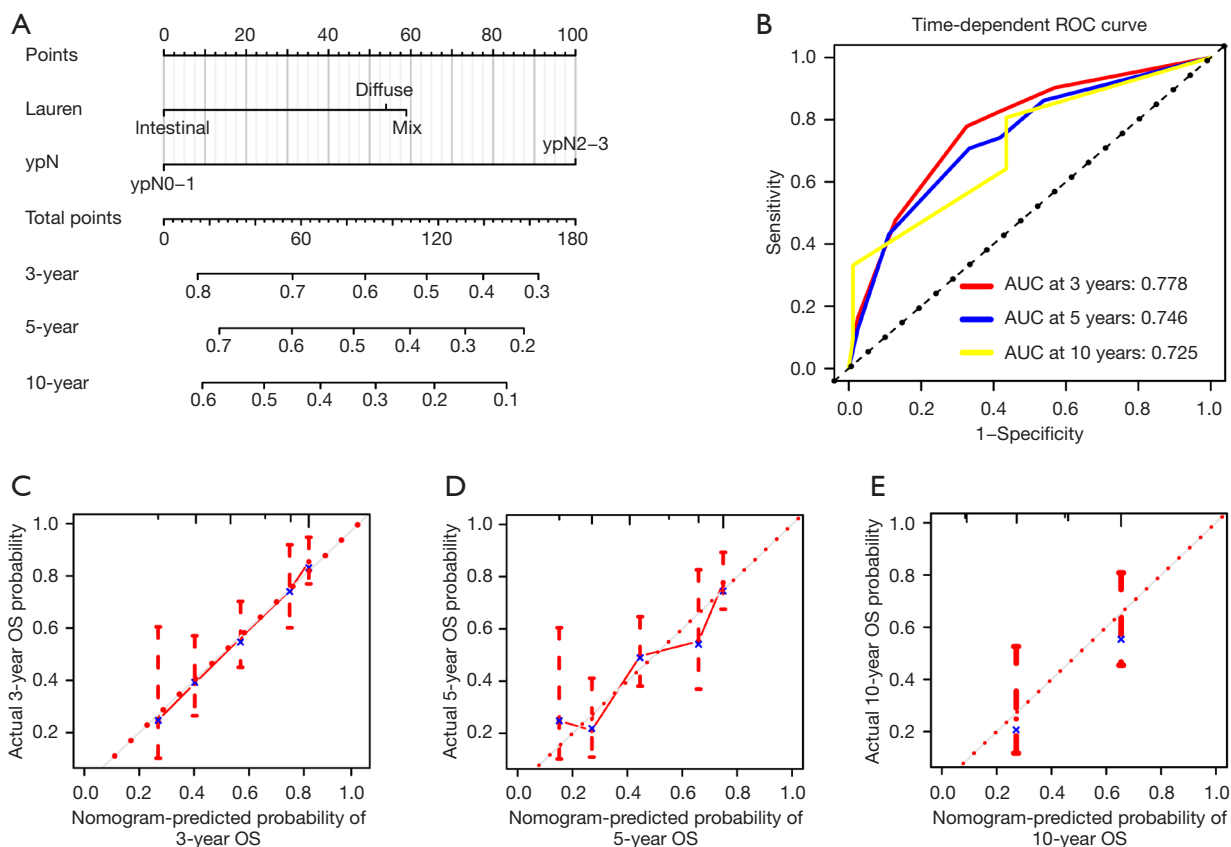 A
Points
0 20 40 60 80 100
Lauren
Diffuse
Intestinal Mix
ypN
ypN2–3
ypN0–1
Total points
0 60 120 180
3-year
0.8 0.7 0.6 0.5 0.4 0.3
5-year
0.7 0.6 0.5 0.4 0.3 0.2
10-year
0.6 0.5 0.4 0.3 0.2 0.1
B
Time-dependent ROC curve
Sensitivity
1.0
0.8
0.6
0.4
0.2
0.0
AUC at 3 years: 0.778
AUC at 5 years: 0.746
AUC at 10 years: 0.725
0.0 0.2 0.4 0.6 0.8 1.0
1–Specificity
C
Actual 3-year OS probability
1.0
0.8
0.6
0.4
0.2
0.0 0.2 0.4 0.6 0.8 1.0
Nomogram-predicted probability of
3-year OS
D
Actual 5-year OS probability
1.0
0.8
0.6
0.4
0.2
0.0 0.2 0.4 0.6 0.8 1.0
Nomogram-predicted probability of
5-year OS
E
Actual 10-year OS probability
1.0
0.8
0.6
0.4
0.2
0.0 0.2 0.4 0.6 0.8 1.0
Nomogram-predicted probability of
10-year OS